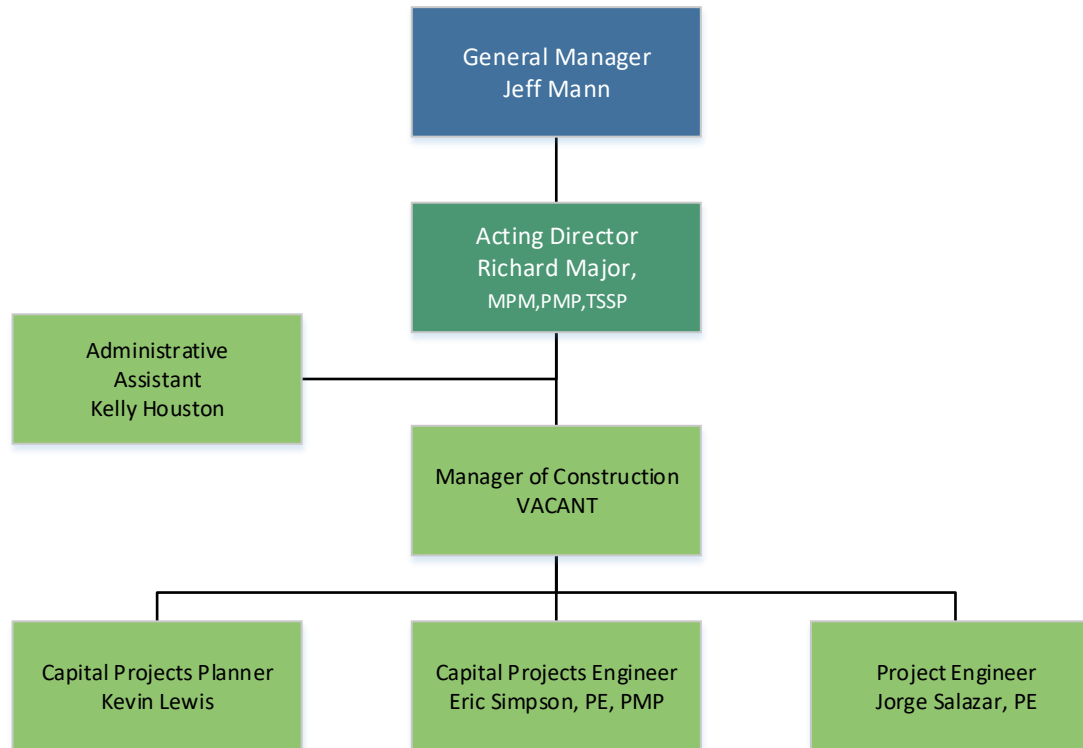 General Manager
Jeff Mann
Acting Director
Richard Major,
MPM,PMP,TSSP
Administrative
Assistant
Kelly Houston
Manager of Construction
VACANT
Capital Projects Planner
Kevin Lewis
Capital Projects Engineer
Eric Simpson, PE, PMP
Project Engineer
Jorge Salazar, PE